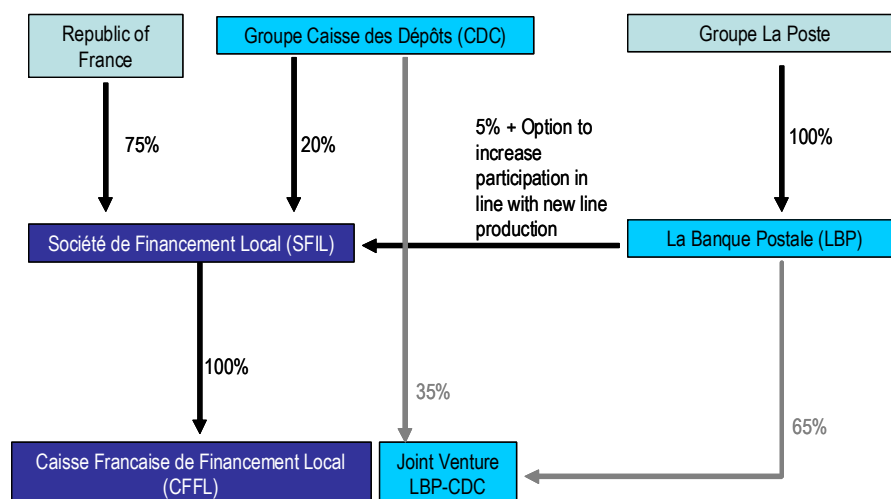 Republic of
France
Groupe Caisse des Dépôts (CDC)
Groupe La Poste
75%
20%
5% + Option to
increase
participation in
line with new line
production
100%
Société de Financement Local (SFIL)
La Banque Postale (LBP)
100%
35%
65%
Caisse Francaise de Financement Local
(CFFL)
Joint Venture
LBP-CDC